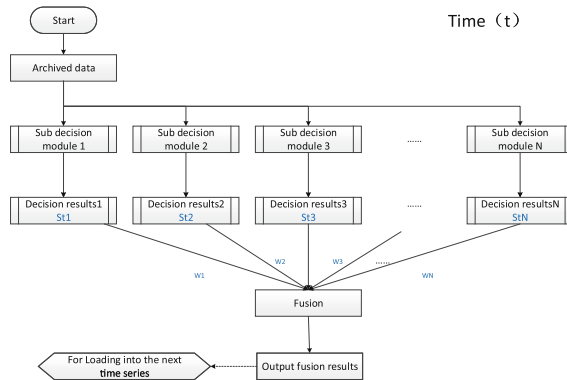 Start
Time（t）
Archived data
Sub decision
module 1
Sub decision
module 2
Sub decision
module 3
......
Sub decision
module N
Decision results1
St1
Decision results2
St2
Decision results3
St3
......
Decision resultsN
StN
W1
W2
W3
......
WN
Fusion
For Loading into the next
time series
Output fusion results